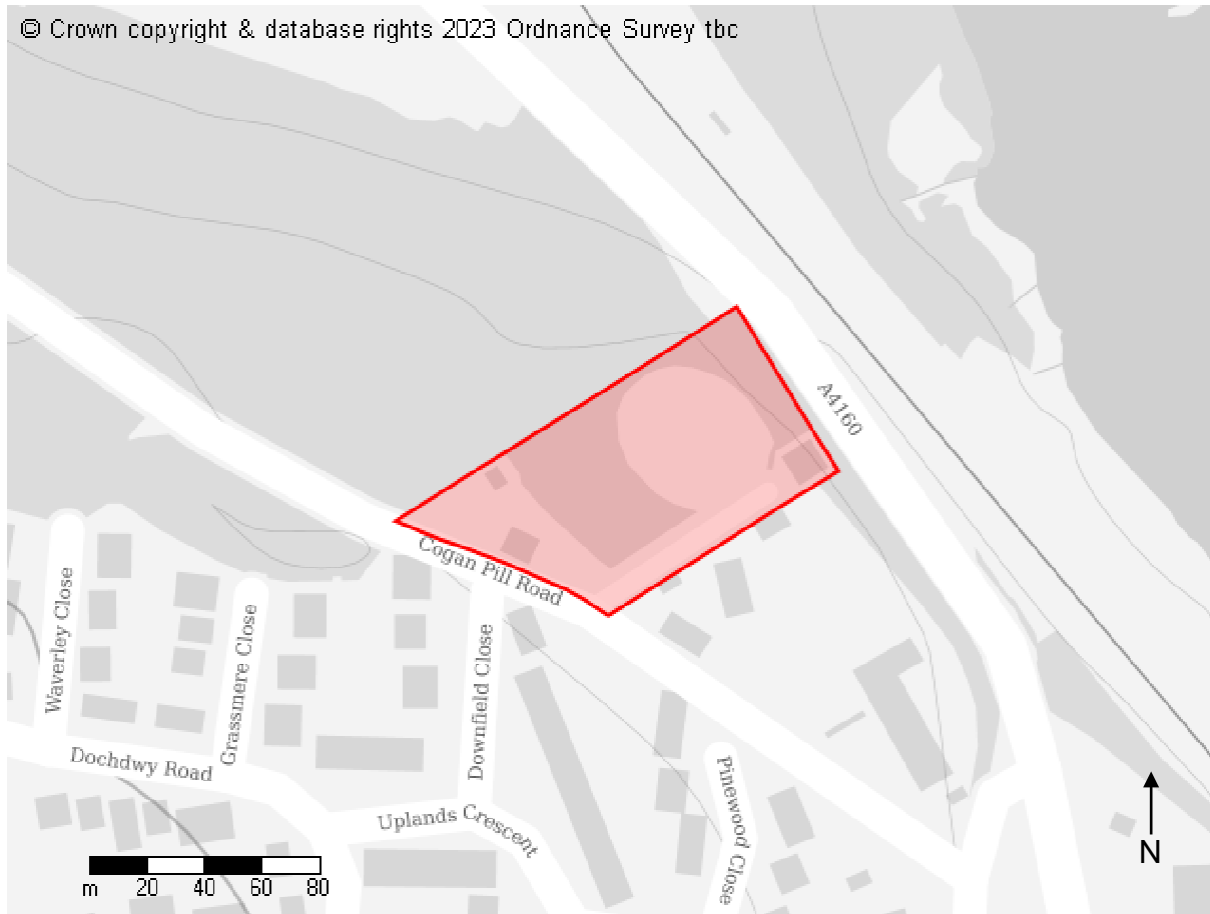 © Crown copyright & database rights 2023 Ordnance Survey tbc
A4160
Cogan Pill Road
Waverley Close
Grassmere Close
Downfield Close
Dochdwy Road
Pinewood Close
Uplands Crescent
N
m 20 40 60 80